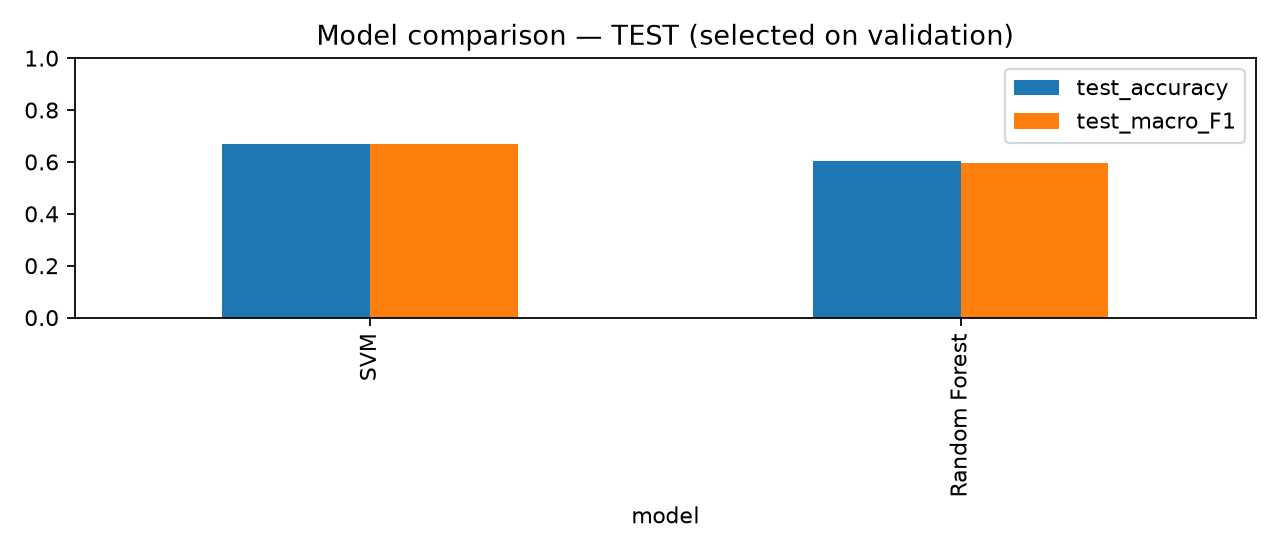 Model comparison — TEST (selected on validation)
1.0
0.8
0.6
0.4
0.2
0.0
test_accuracy
test_macro_F1
SVM
Random Forest
model